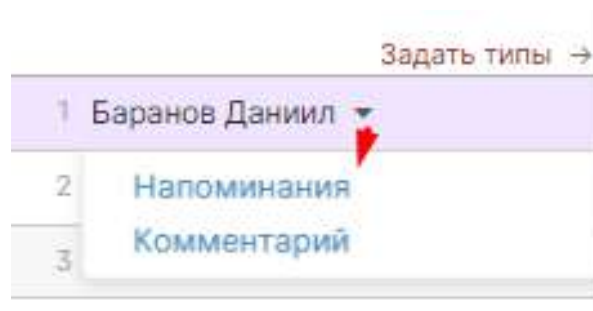 Задать типы →
1 Баранов Даниил
2 Напоминания
Комментарий
3